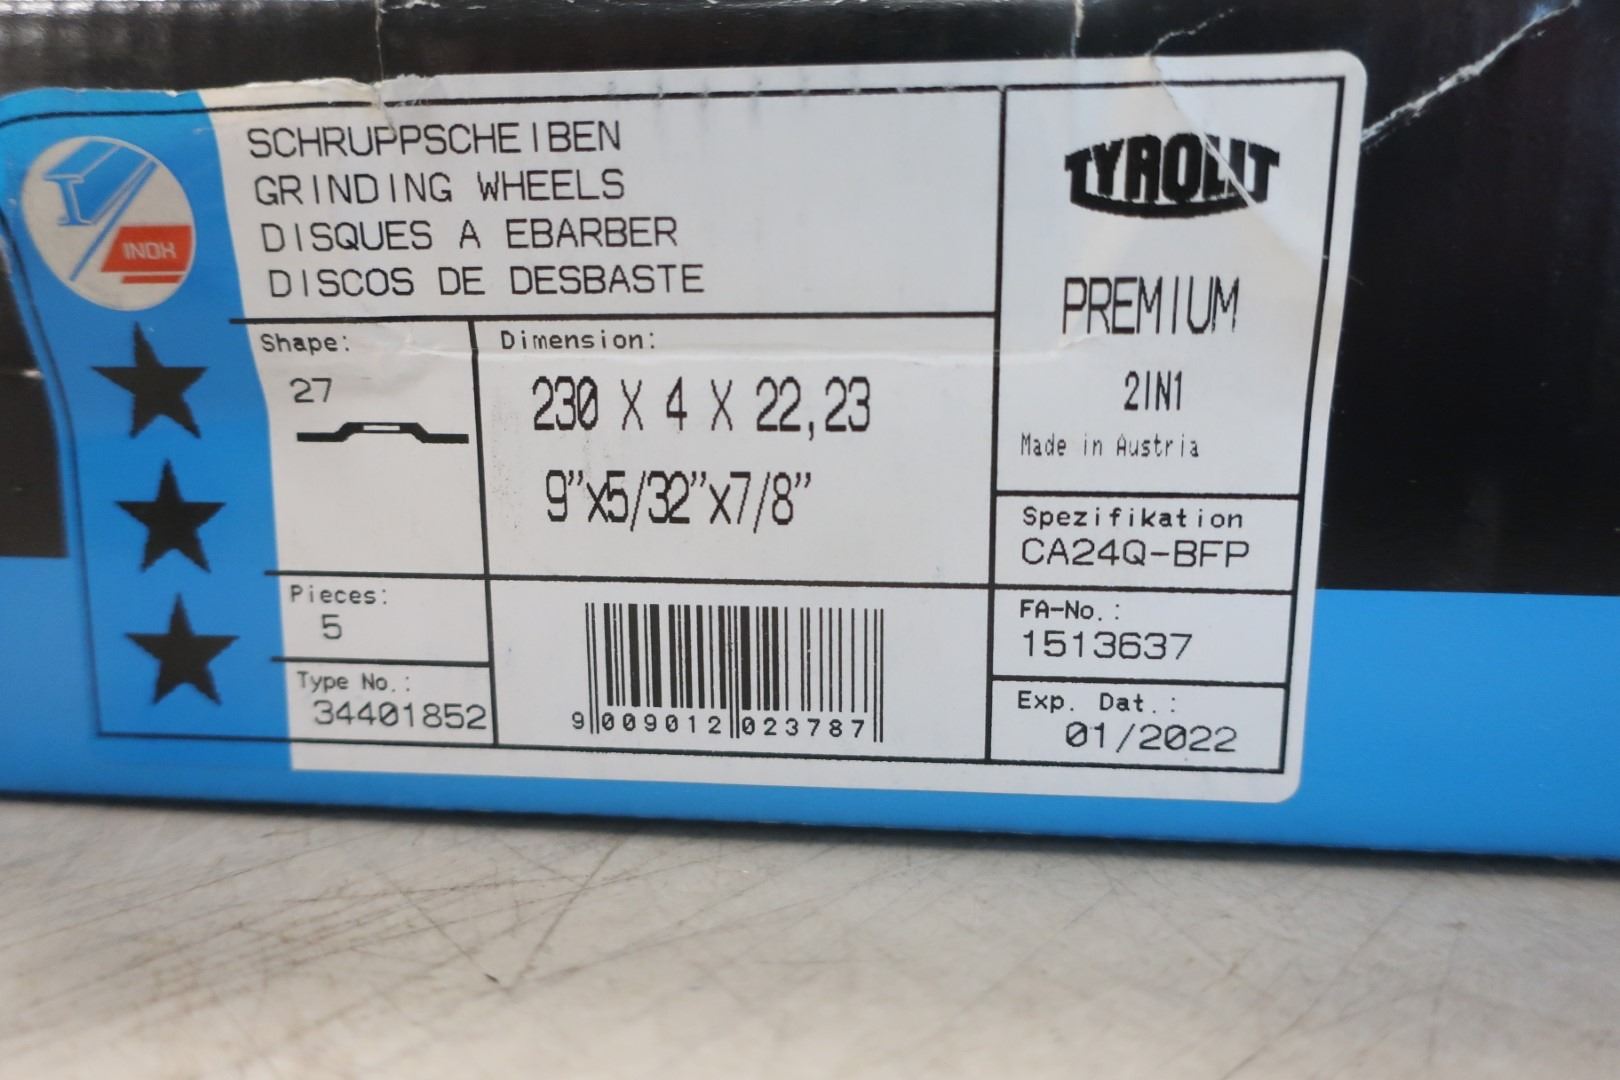 INOX
SCHRUPPSCHEIBEN
GRINDING WHEELS
DISQUES A EBARBER
DISCOS DE DESBASTE
TYROLIT
PREMIUM
2IN1
Made in Austria
Shape:
27
Dimension:
230 X 4 X 22,23
9"x5/32"x7/8"
Spezifikation
CA24Q-BFP
Pieces:
5
FA-No.:
1513637
Type No.:
34401852
9 009012 023787
Exp. Dat.:
01/2022